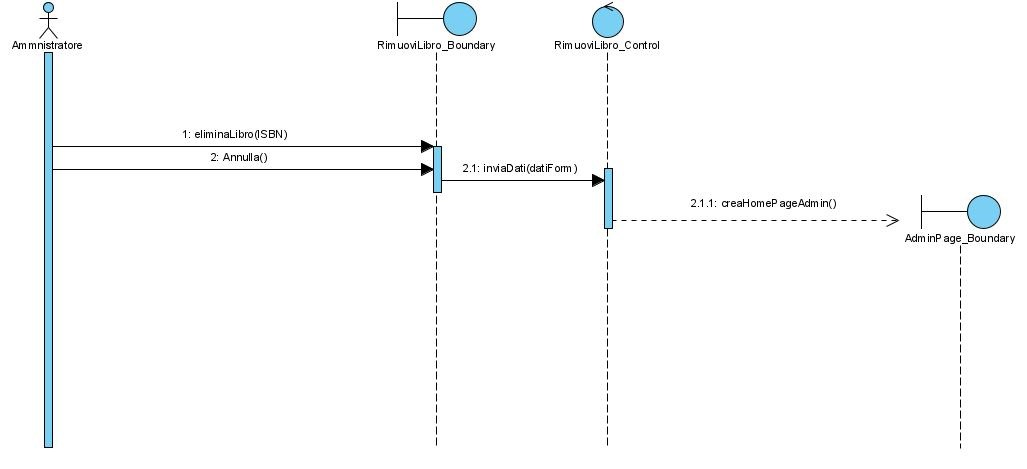 Ammnistratore
RimuoviLibro_Boundary
RimuoviLibro_Control
1: eliminaLibro(ISBN)
2: Annulla()
2.1: inviaDati(datiForm)
2.1.1: creaHomePageAdmin()
AdminPage_Boundary